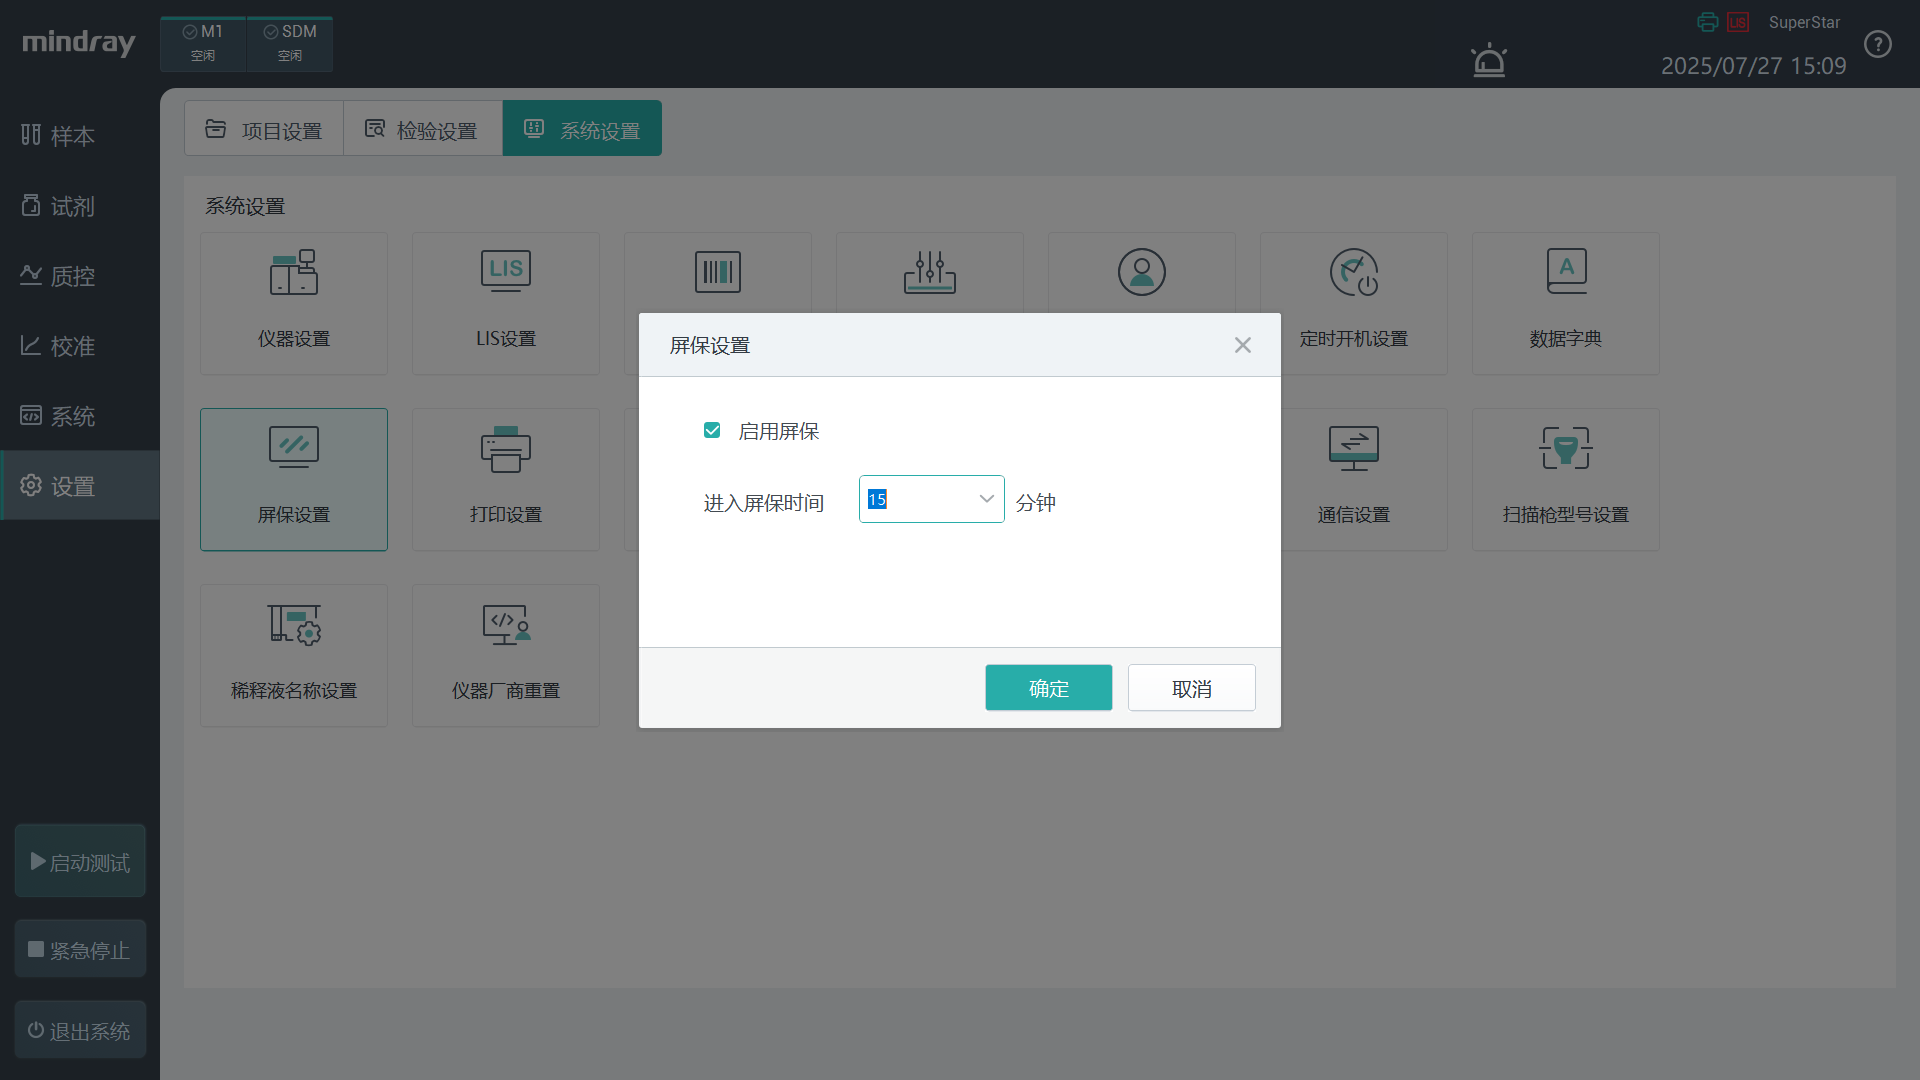 mindray
M1
空闲
SDM
空闲
LIS
SuperStar
2025/07/27 15:09
样本
试剂
质控
校准
系统
设置
启动测试
紧急停止
退出系统
项目设置
检验设置
系统设置
系统设置
仪器设置
LIS
LIS设置
定时开机设置
A
数据字典
屏保设置
打印设置
通信设置
扫描枪型号设置
稀释液名称设置
仪器厂商重置
屏保设置
启用屏保
进入屏保时间
15
分钟
确定
取消